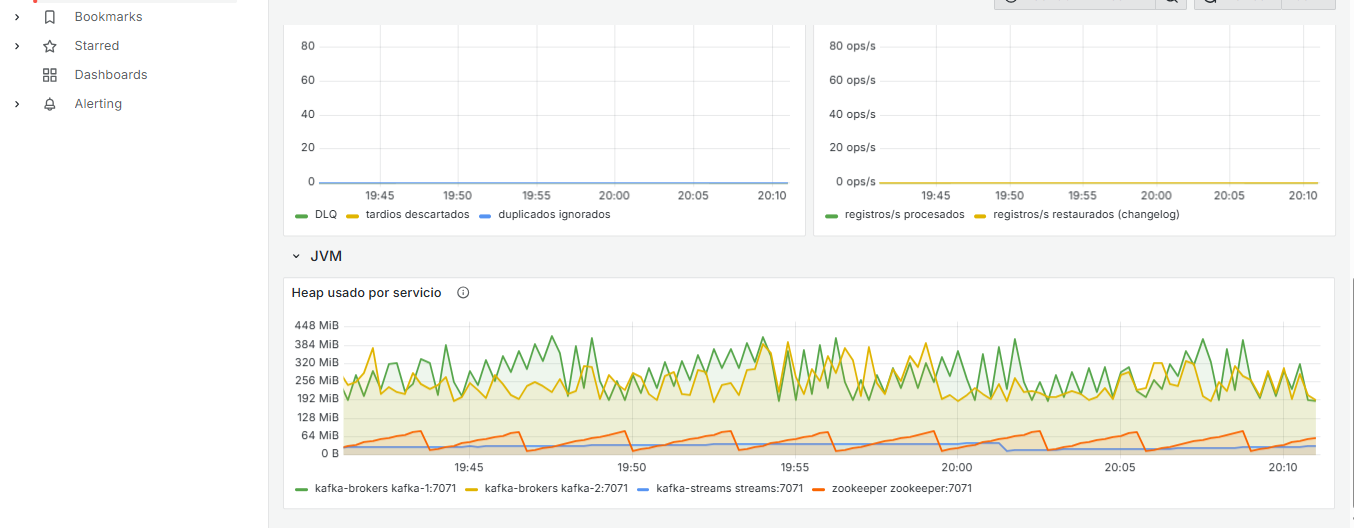 Bookmarks
Starred
Dashboards
Alerting
80
60
40
20
0
19:45 19:50 19:55 20:00 20:05 20:10
DLQ tardios descartados duplicados ignorados
80 ops/s
60 ops/s
40 ops/s
20 ops/s
0 ops/s
19:45 19:50 19:55 20:00 20:05 20:10
registros/s procesados registros/s restaurados (changelog)
JVM
Heap usado por servicio
448 MiB
384 MiB
320 MiB
256 MiB
192 MiB
128 MiB
64 MiB
0 B
19:45 19:50 19:55 20:00 20:05 20:10
kafka-brokers kafka-1:7071 kafka-brokers kafka-2:7071 kafka-streams streams:7071 zookeeper zookeeper:7071